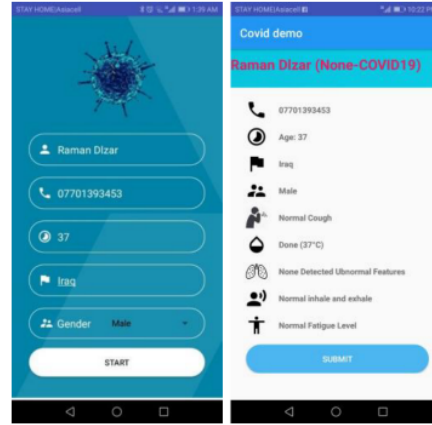 STAY HOME|Asiacell
1:39 AM
Raman Dlzar
07701393453
37
Iraq
Gender Male
START
STAY HOME|Asiacell
10:22 PM
Covid demo
Raman Dlzar (None-COVID19)
07701393453
Age: 37
Iraq
Male
Normal Cough
Done (37°C)
None Detected Ubnormal Features
Normal inhale and exhale
Normal Fatigue Level
SUBMIT